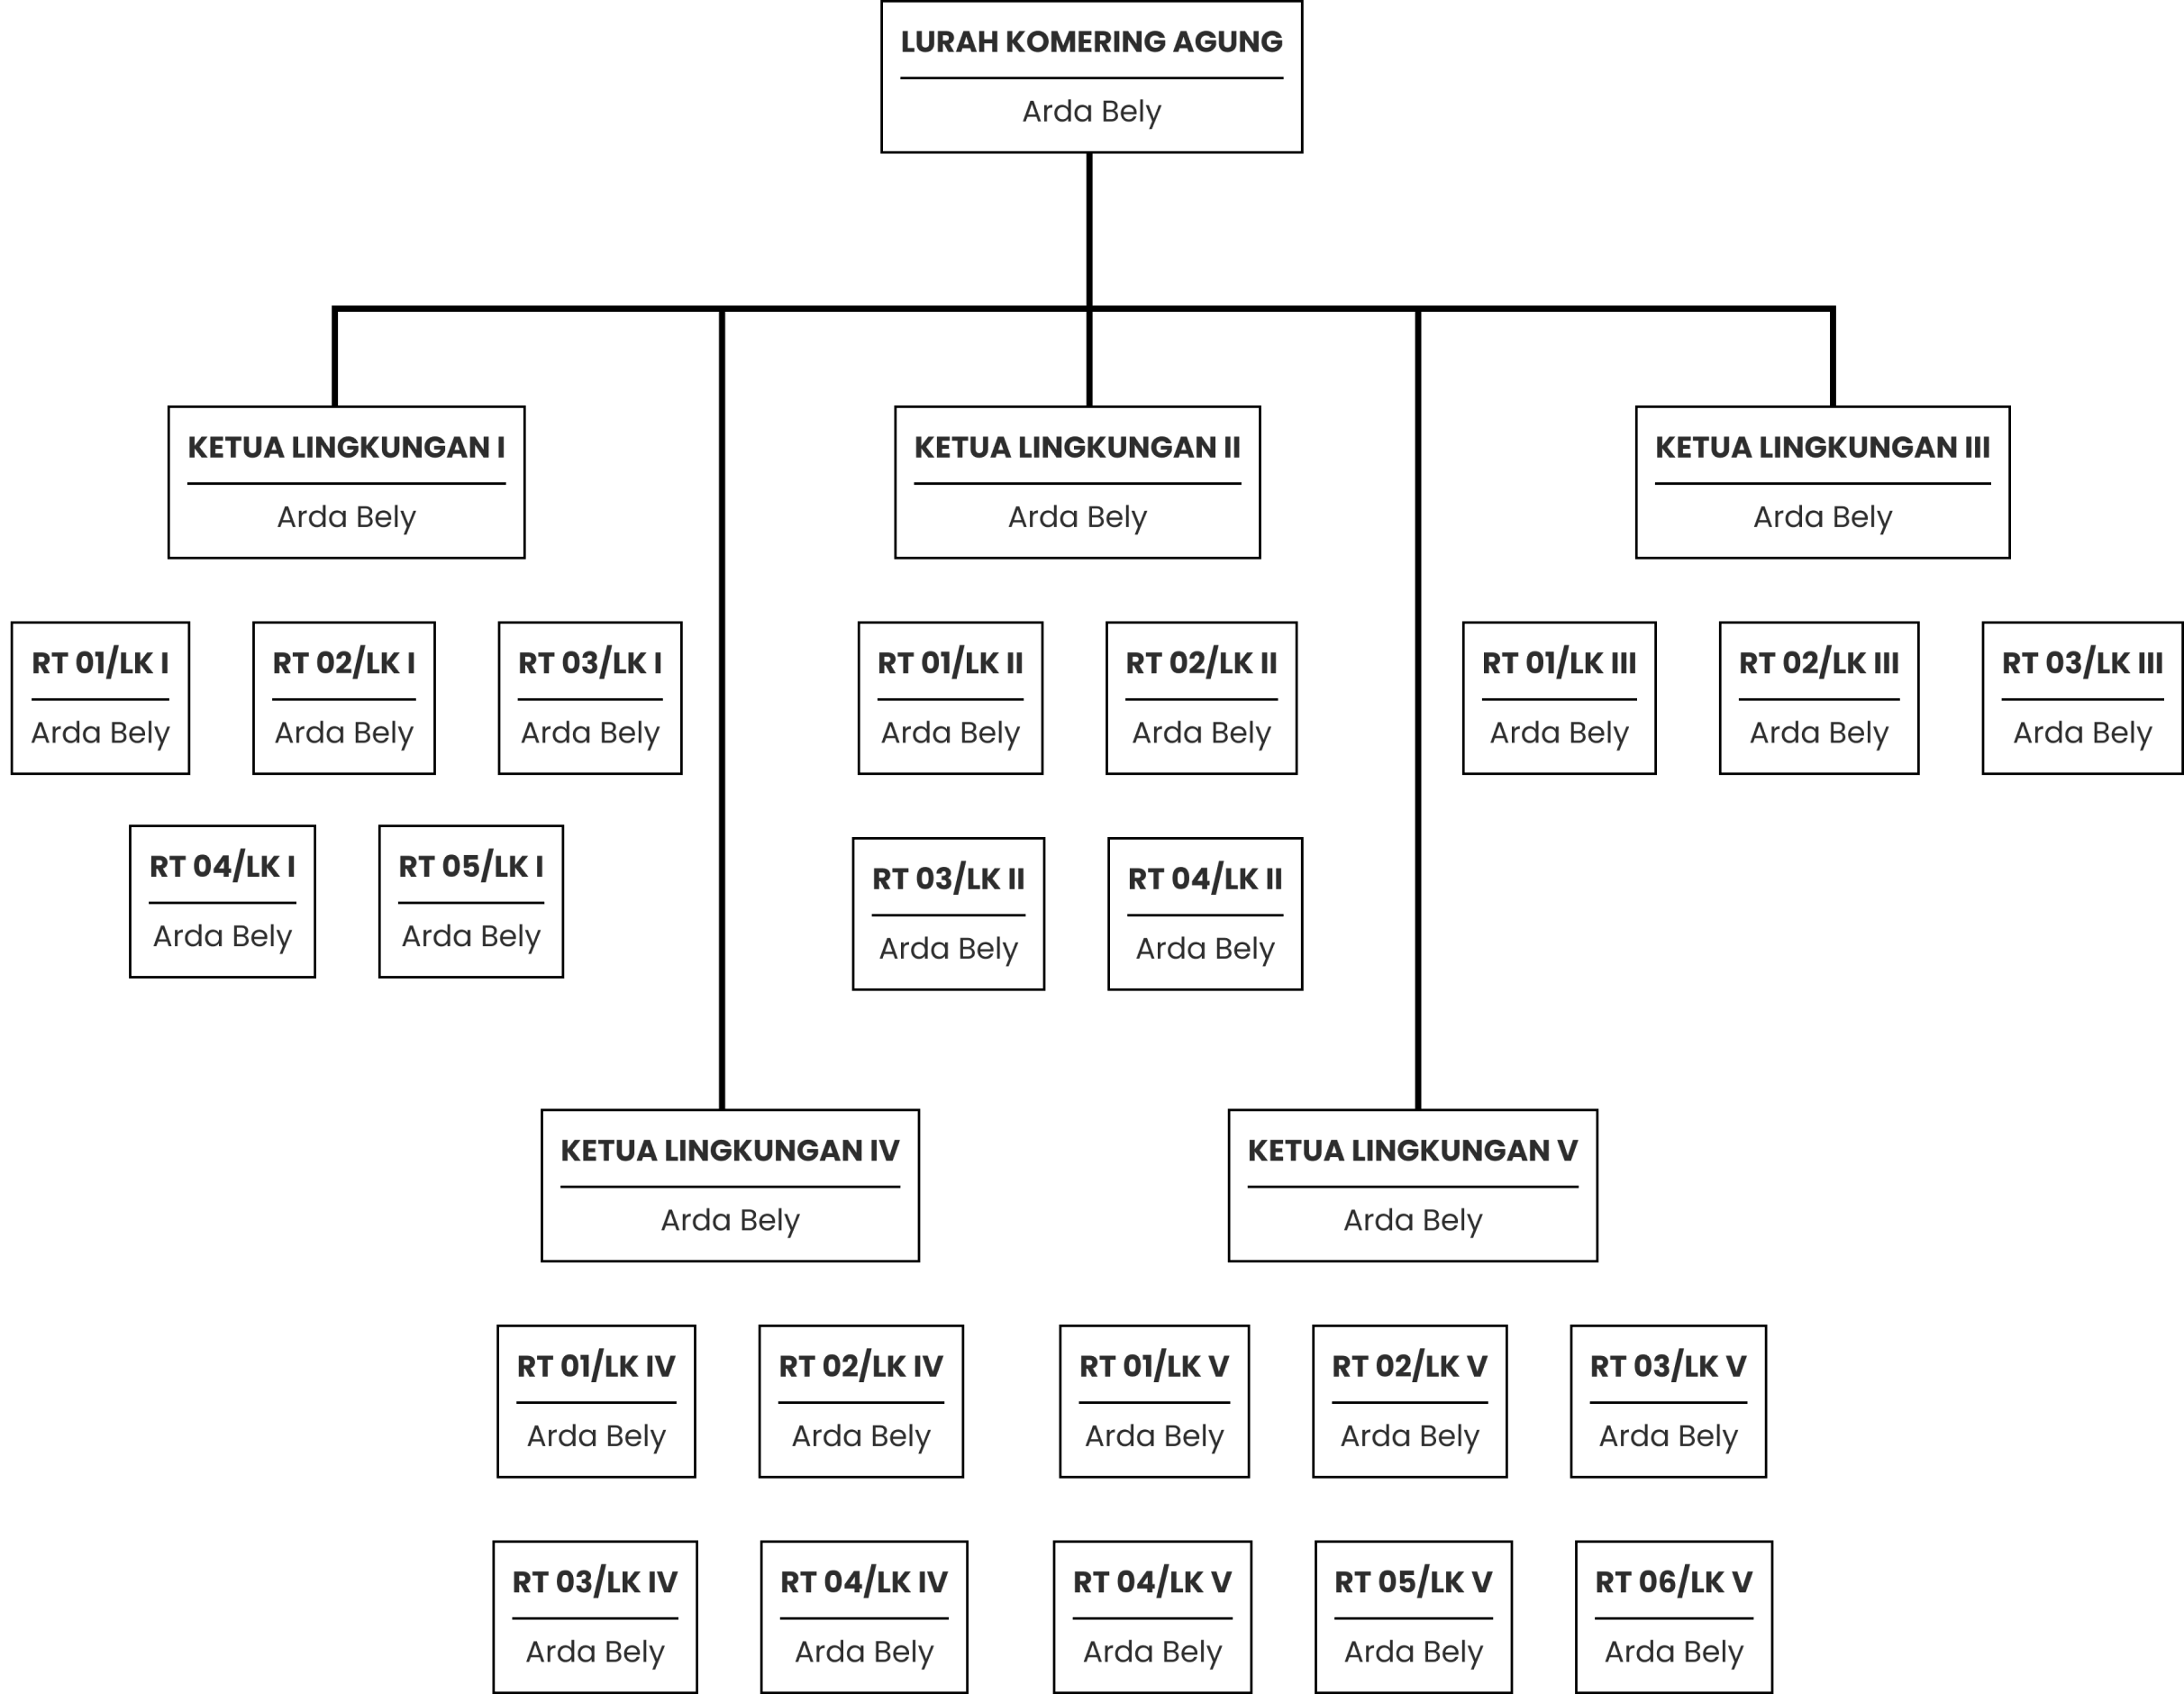 LURAH KOMERING AGUNG
Arda Bely
KETUA LINGKUNGAN I
Arda Bely
KETUA LINGKUNGAN II
Arda Bely
KETUA LINGKUNGAN III
Arda Bely
RT 01/LK I
Arda Bely
RT 02/LK I
Arda Bely
RT 03/LK I
Arda Bely
RT 04/LK I
Arda Bely
RT 05/LK I
Arda Bely
RT 01/LK II
Arda Bely
RT 02/LK II
Arda Bely
RT 03/LK II
Arda Bely
RT 04/LK II
Arda Bely
RT 01/LK III
Arda Bely
RT 02/LK III
Arda Bely
RT 03/LK III
Arda Bely
KETUA LINGKUNGAN IV
Arda Bely
KETUA LINGKUNGAN V
Arda Bely
RT 01/LK IV
Arda Bely
RT 02/LK IV
Arda Bely
RT 03/LK IV
Arda Bely
RT 04/LK IV
Arda Bely
RT 01/LK V
Arda Bely
RT 02/LK V
Arda Bely
RT 03/LK V
Arda Bely
RT 04/LK V
Arda Bely
RT 05/LK V
Arda Bely
RT 06/LK V
Arda Bely